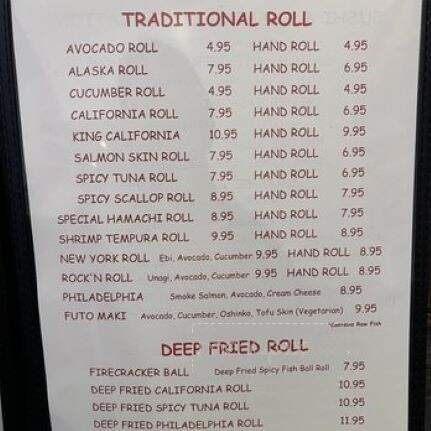 TRADITIONAL ROLL
AVOCADO ROLL 4.95 HAND ROLL 4.95
ALASKA ROLL 7.95 HAND ROLL 6.95
CUCUMBER ROLL 4.95 HAND ROLL 4.95
CALIFORNIA ROLL 7.95 HAND ROLL 6.95
KING CALIFORNIA 10.95 HAND ROLL 9.95
SALMON SKIN ROLL 7.95 HAND ROLL 6.95
SPICY TUNA ROLL 7.95 HAND ROLL 6.95
SPICY SCALLOP ROLL 8.95 HAND ROLL 7.95
SPECIAL HAMACHI ROLL 8.95 HAND ROLL 7.95
SHRIMP TEMPURA ROLL 9.95 HAND ROLL 8.95
NEW YORK ROLL Ebi, Avocado, Cucumber 9.95 HAND ROLL 8.95
ROCK'N ROLL Unagi, Avocado, Cucumber 9.95 HAND ROLL 8.95
PHILADELPHIA Smoke Salmon, Avocado, Cream Cheese 8.95
FUTO MAKI Avocado, Cucumber, Oshinko, Tofu Skin (Vegetarian) 9.95
*Contains Raw Fish
DEEP FRIED ROLL
FIRECRACKER BALL Deep Fried Spicy Fish Ball Roll 7.95
DEEP FRIED CALIFORNIA ROLL 10.95
DEEP FRIED SPICY TUNA ROLL 10.95
DEEP FRIED PHILADELPHIA ROLL 11.95